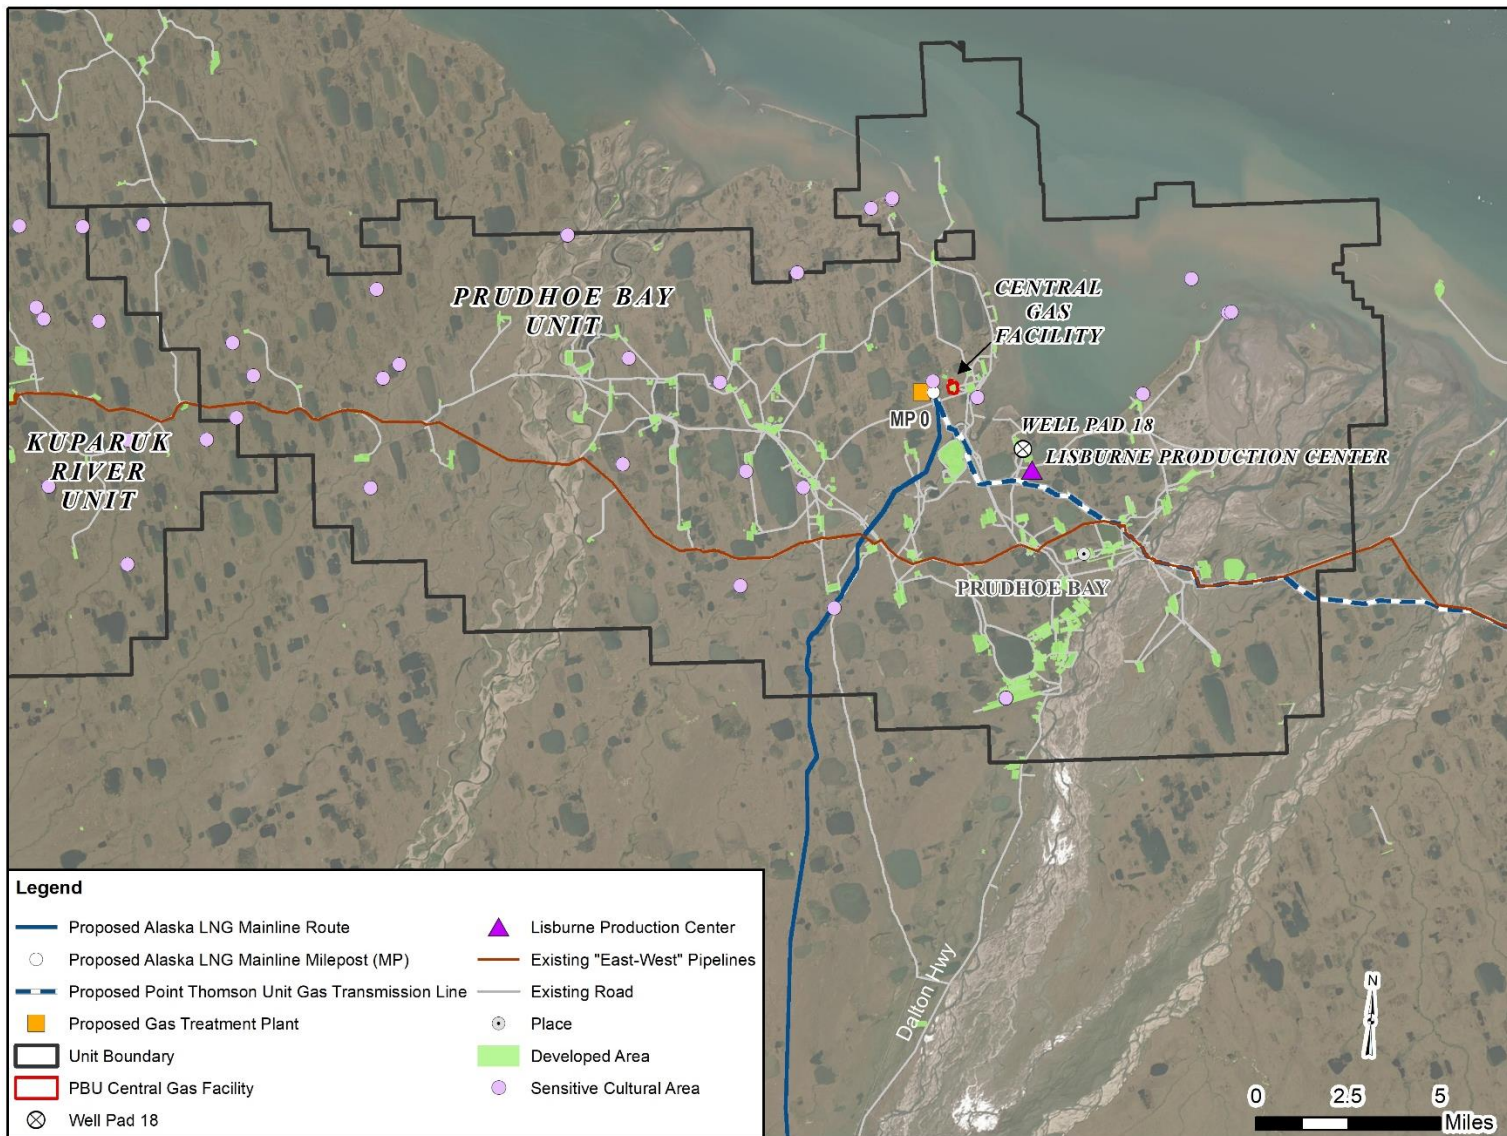 CENTRAL
GAS
FACILITY
PRUDHOE BAY
UNIT
MP 0
WELL PAD 18
LISBURNE PRODUCTION CENTER
KUPARUK
RIVER
UNIT
PRUDHOE BAY
Dalton Hwy
Legend
Proposed Alaska LNG Mainline Route
Proposed Alaska LNG Mainline Milepost (MP)
Proposed Point Thomson Unit Gas Transmission Line
Proposed Gas Treatment Plant
Unit Boundary
PBU Central Gas Facility
Well Pad 18
Lisburne Production Center
Existing "East-West" Pipelines
Existing Road
Place
Developed Area
Sensitive Cultural Area
N
0 2.5 5
Miles